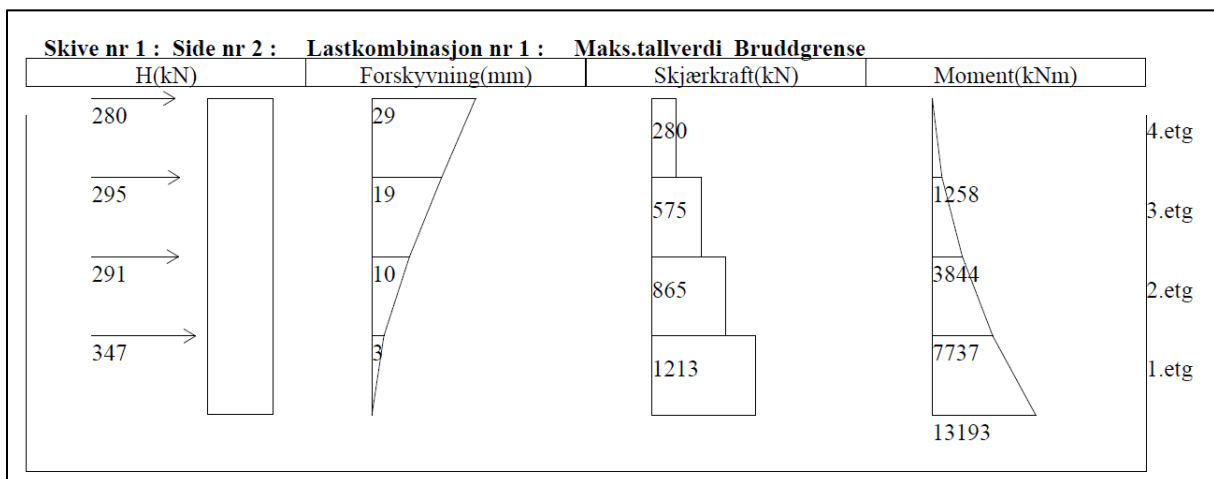 Skive nr 1 : Side nr 2 : Lastkombinasjon nr 1 : Maks.tallverdi Bruddgrense
H(kN) Forskyvning(mm) Skjærkraft(kN) Moment(kNm)
280 29 280 4.etg
295 19 575 1258 3.etg
291 10 865 3844 2.etg
347 3 1213 7737 1.etg
13193